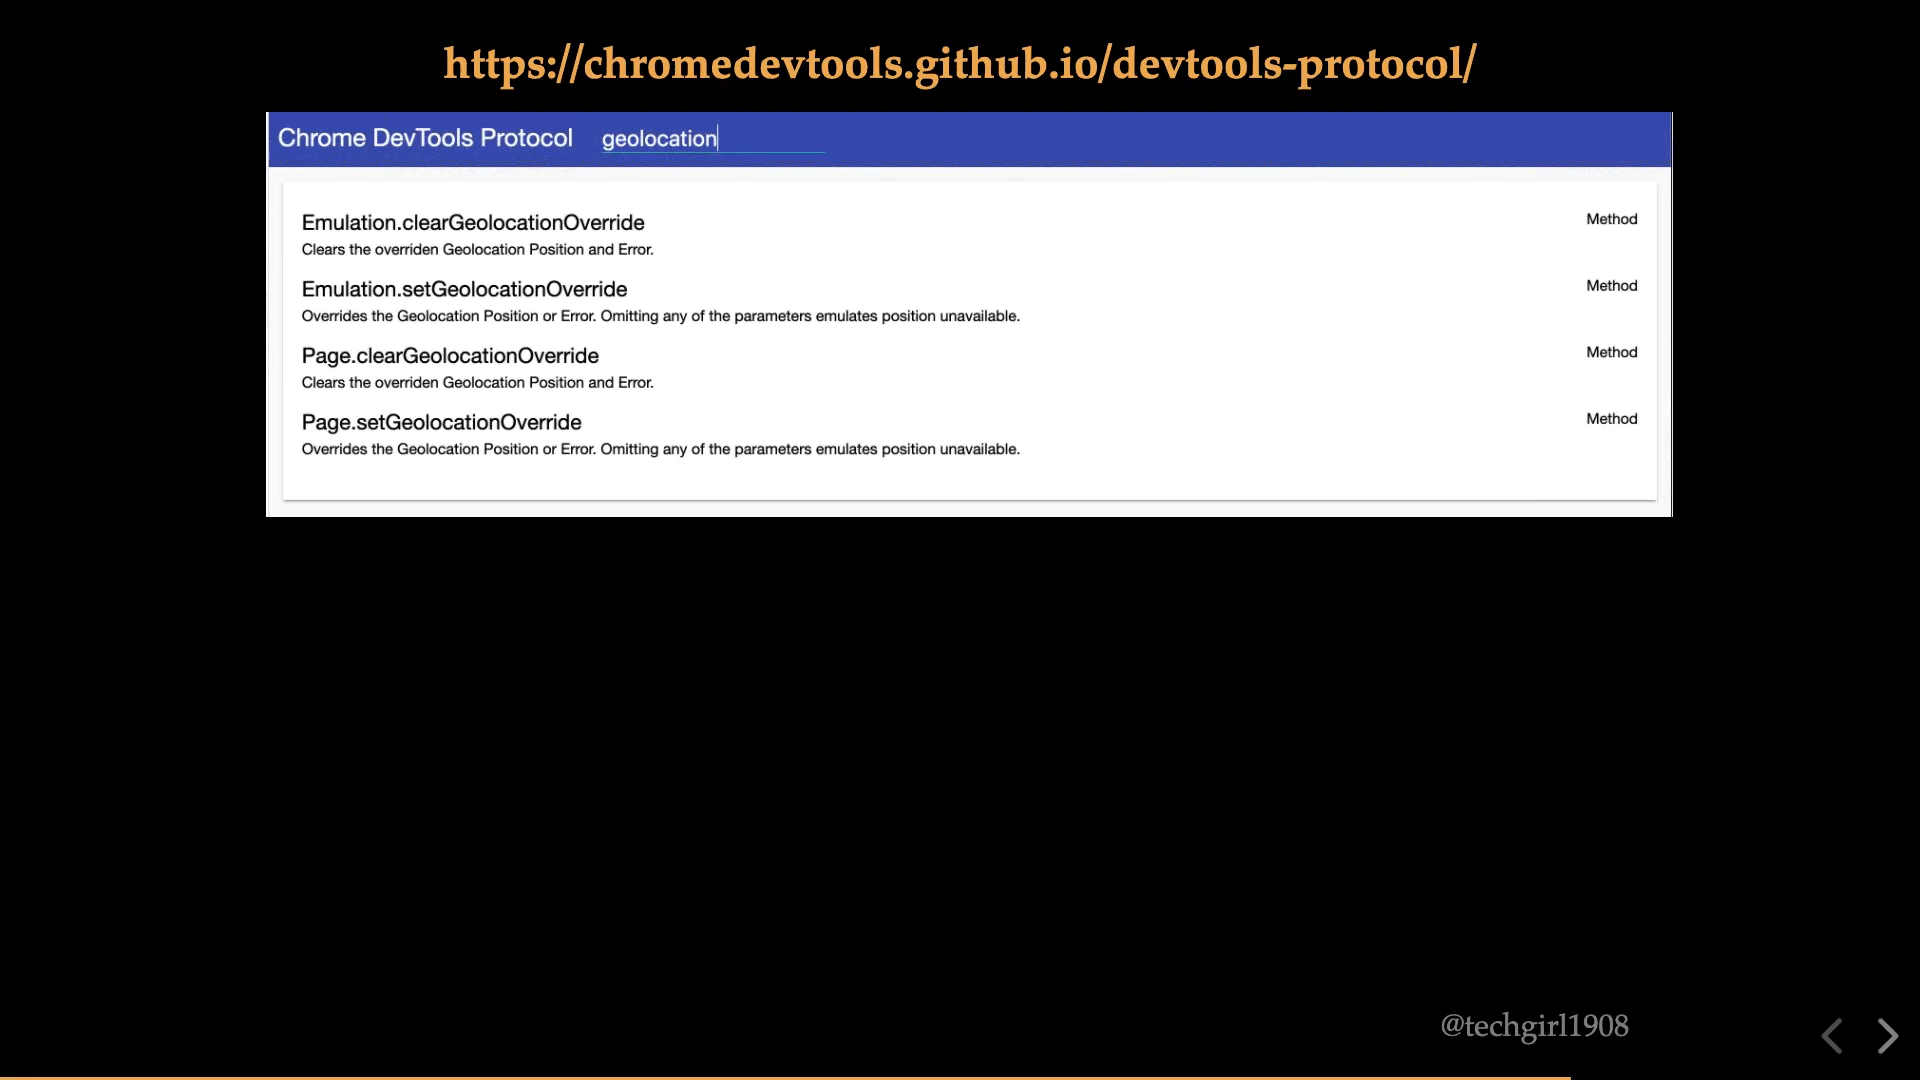 https://chromedevtools.github.io/devtools-protocol/
Chrome DevTools Protocol geolocation
Emulation.clearGeolocationOverride Method
Clears the overriden Geolocation Position and Error.
Emulation.setGeolocationOverride Method
Overrides the Geolocation Position or Error. Omitting any of the parameters emulates position unavailable.
Page.clearGeolocationOverride Method
Clears the overriden Geolocation Position and Error.
Page.setGeolocationOverride Method
Overrides the Geolocation Position or Error. Omitting any of the parameters emulates position unavailable.
@techgirl1908